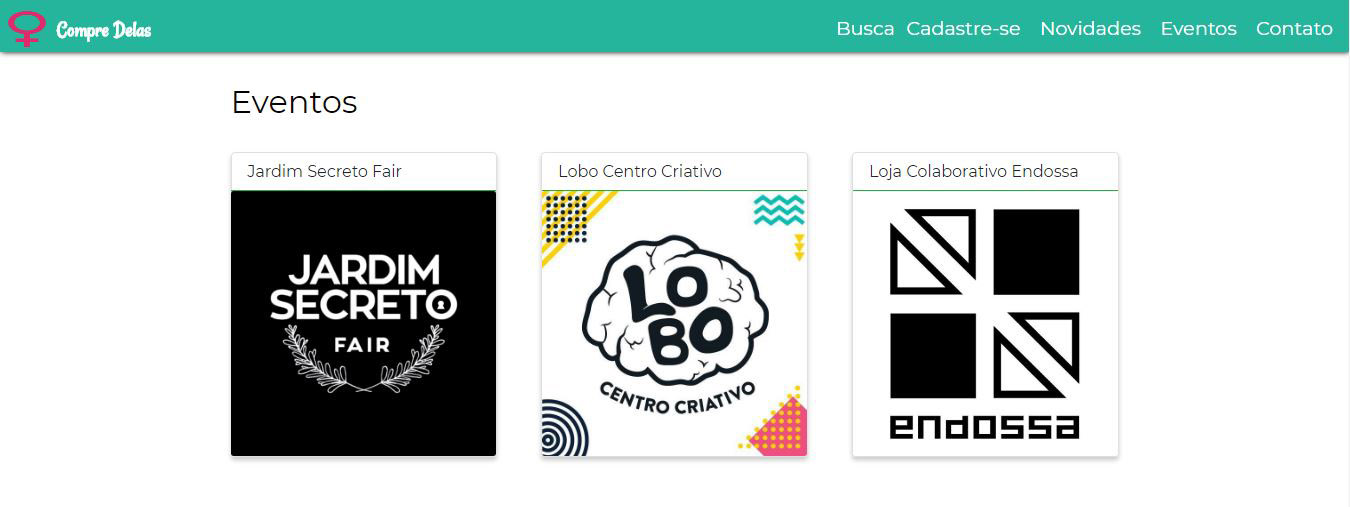 Compre Delas
Busca Cadastre-se Novidades Eventos Contato
Eventos
Jardim Secreto Fair
JARDIM
SECRETO
FAIR
Lobo Centro Criativo
LO
BO
CENTRO CRIATIVO
Loja Colaborativo Endossa
endossa